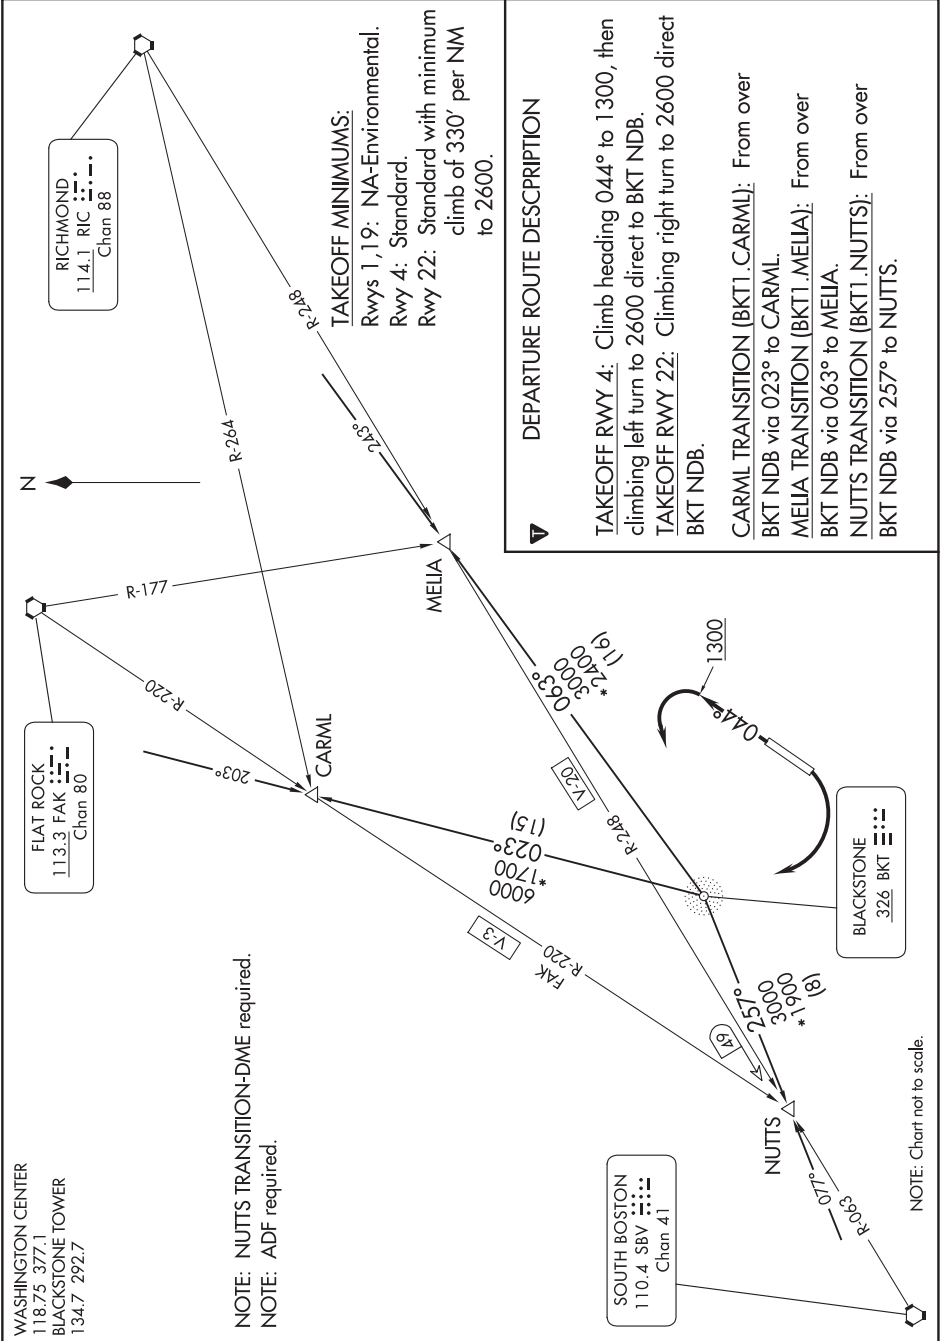 WASHINGTON CENTER
118.75 377.1
BLACKSTONE TOWER
134.7 292.7
FLAT ROCK
113.3 FAK
Chan 80
RICHMOND
114.1 RIC
Chan 88
N
NOTE: NUTTS TRANSITION-DME required.
NOTE: ADF required.
R-220
R-177
R-264
R-248
203°
243°
CARML
MELIA
TAKEOFF MINIMUMS:
Rwys 1,19: NA-Environmental.
Rwy 4: Standard.
Rwy 22: Standard with minimum
climb of 330' per NM
to 2600.
V-3
FAK
R-220
6000
*1700
023°
(15)
V-20
R-248
063°
3000
*2400
(16)
49
257°
3000
*1900
(8)
NUTTS
077°
R-063
SOUTH BOSTON
110.4 SBV
Chan 41
BLACKSTONE
326 BKT
044°
1300
NOTE: Chart not to scale.
T
DEPARTURE ROUTE DESCPRIPTION
TAKEOFF RWY 4: Climb heading 044° to 1300, then
climbing left turn to 2600 direct to BKT NDB.
TAKEOFF RWY 22: Climbing right turn to 2600 direct
BKT NDB.
CARML TRANSITION (BKT1.CARML): From over
BKT NDB via 023° to CARML.
MELIA TRANSITION (BKT1.MELIA): From over
BKT NDB via 063° to MELIA.
NUTTS TRANSITION (BKT1.NUTTS): From over
BKT NDB via 257° to NUTTS.